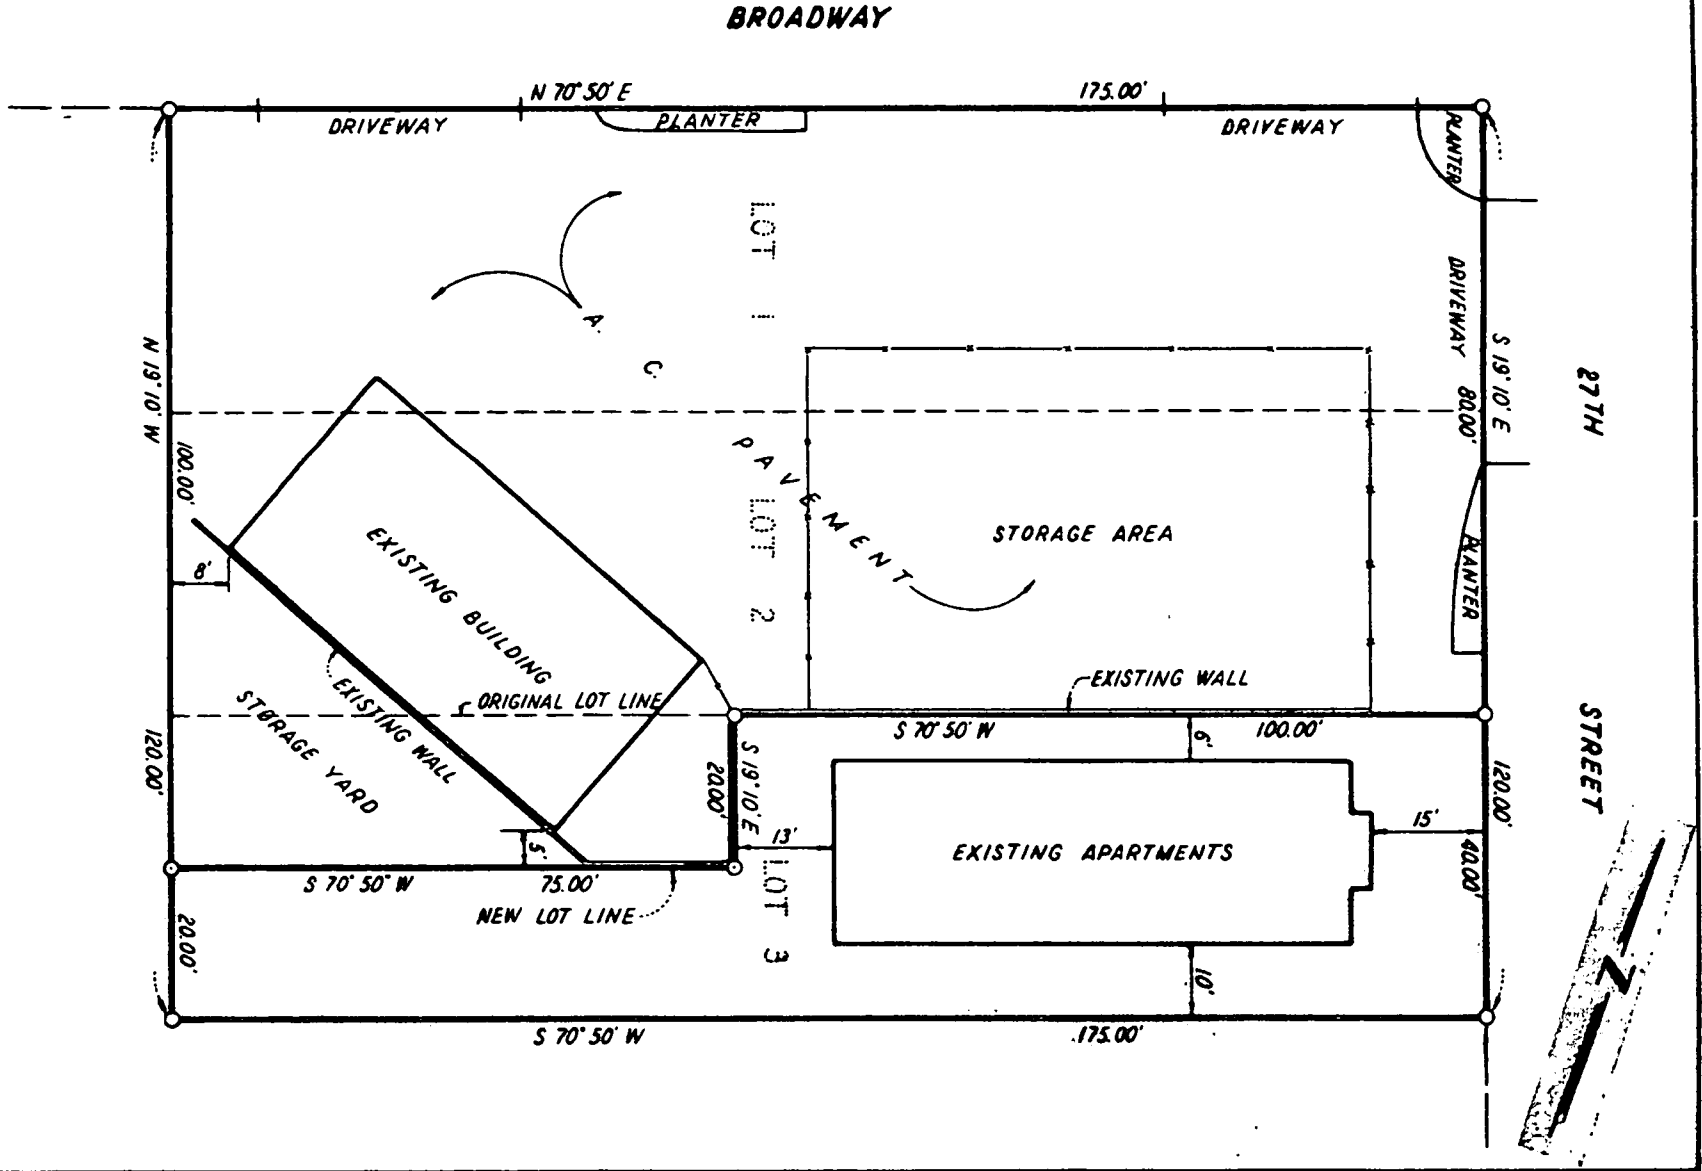 BROADWAY
N 70° 50' E
175.00'
DRIVEWAY
PLANTER
DRIVEWAY
PLANTER
LOT 1
DRIVEWAY
S 19° 10' E
80.00'
27TH STREET
N 19° 10' W
100.00'
A. C. PAVEMENT
LOT 2
STORAGE AREA
PLANTER
EXISTING BUILDING
8'
EXISTING WALL
ORIGINAL LOT LINE
EXISTING WALL
STORAGE YARD
S 70° 50' W
100.00'
6'
120.00'
20.00'
S 19° 10' E
13'
EXISTING APARTMENTS
15'
120.00'
40.00'
5'
S 70° 50' W
75.00'
NEW LOT LINE
LOT 3
20.00'
10'
S 70° 50' W
175.00'
N